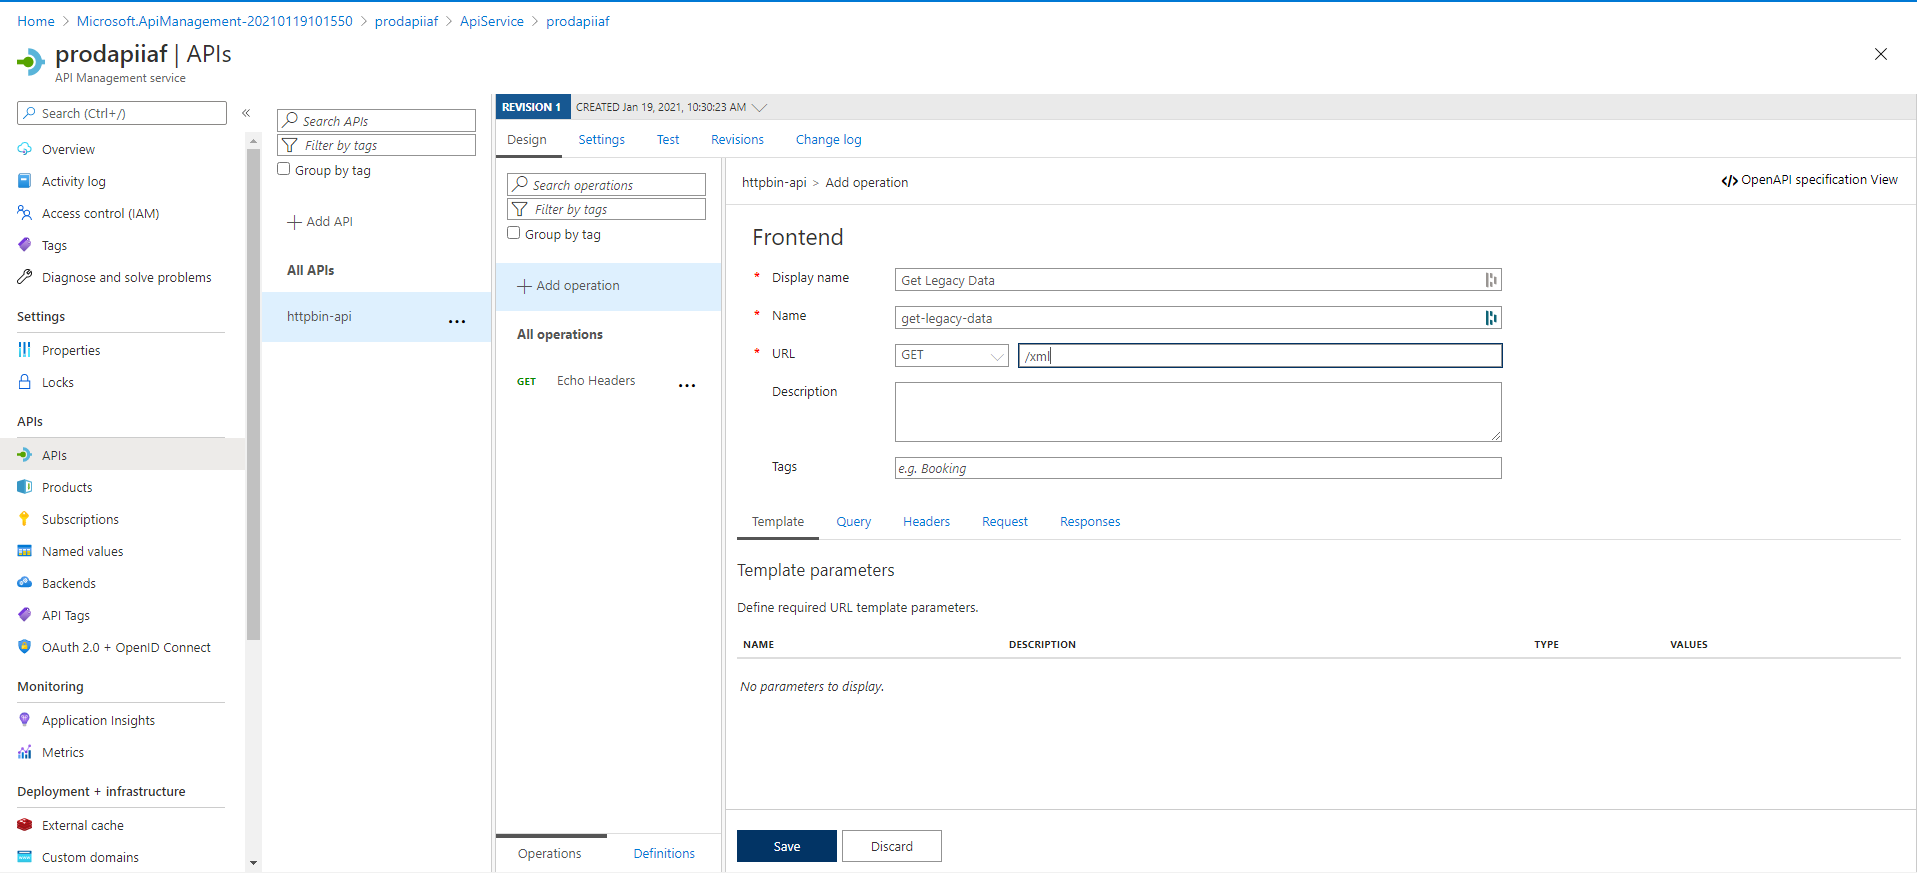 Home > Microsoft.ApiManagement-20210119101550 > prodapiiaf > ApiService > prodapiiaf
prodapiiaf | APIs
API Management service
Search (Ctrl+/)
«
Overview
Activity log
Access control (IAM)
Tags
Diagnose and solve problems
Settings
Properties
Locks
APIs
APIs
Products
Subscriptions
Named values
Backends
API Tags
OAuth 2.0 + OpenID Connect
Monitoring
Application Insights
Metrics
Deployment + infrastructure
External cache
Custom domains
Search APIs
Filter by tags
Group by tag
Add API
All APIs
httpbin-api ...
REVISION 1 CREATED Jan 19, 2021, 10:30:23 AM
Design Settings Test Revisions Change log
Search operations
Filter by tags
Group by tag
Add operation
All operations
GET Echo Headers ...
Operations Definitions
httpbin-api > Add operation
</> OpenAPI specification View
Frontend
* Display name Get Legacy Data
* Name get-legacy-data
* URL GET /xml
Description
Tags e.g. Booking
Template Query Headers Request Responses
Template parameters
Define required URL template parameters.
NAME DESCRIPTION TYPE VALUES
No parameters to display.
Save Discard